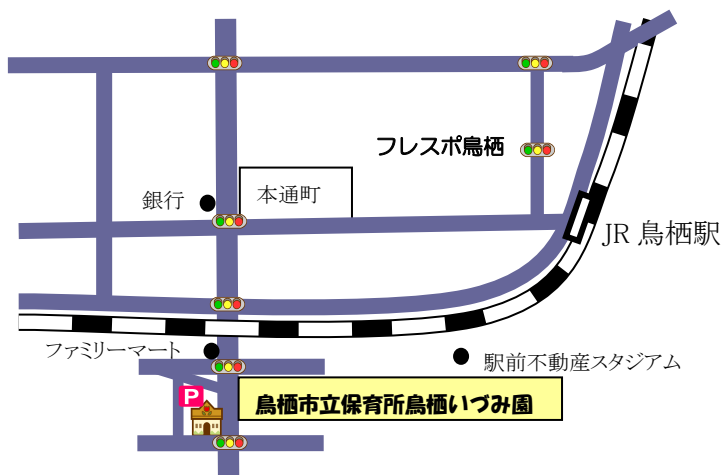 フレスポ鳥栖
銀行
本通町
JR 鳥栖駅
ファミリーマート
駅前不動産スタジアム
P
鳥栖市立保育所鳥栖いづみ園